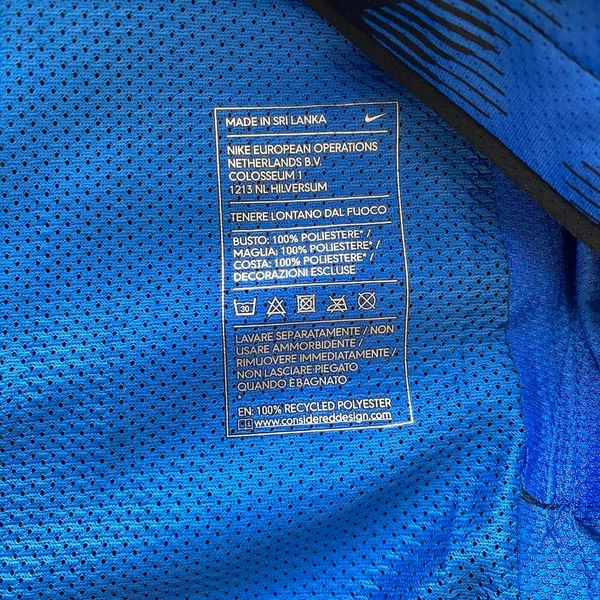 MADE IN SRI LANKA
NIKE EUROPEAN OPERATIONS
NETHERLANDS B.V.
COLOSSEUM 1
1213 NL HILVERSUM
TENERE LONTANO DAL FUOCO
BUSTO: 100% POLIESTERE* /
MAGLIA: 100% POLIESTERE* /
COSTA: 100% POLIESTERE* /
DECORAZIONI ESCLUSE
30
LAVARE SEPARATAMENTE / NON
USARE AMMORBIDENTE /
RIMUOVERE IMMEDIATAMENTE /
NON LASCIARE PIEGATO
QUANDO È BAGNATO
*
EN: 100% RECYCLED POLYESTER
www.considereddesign.com